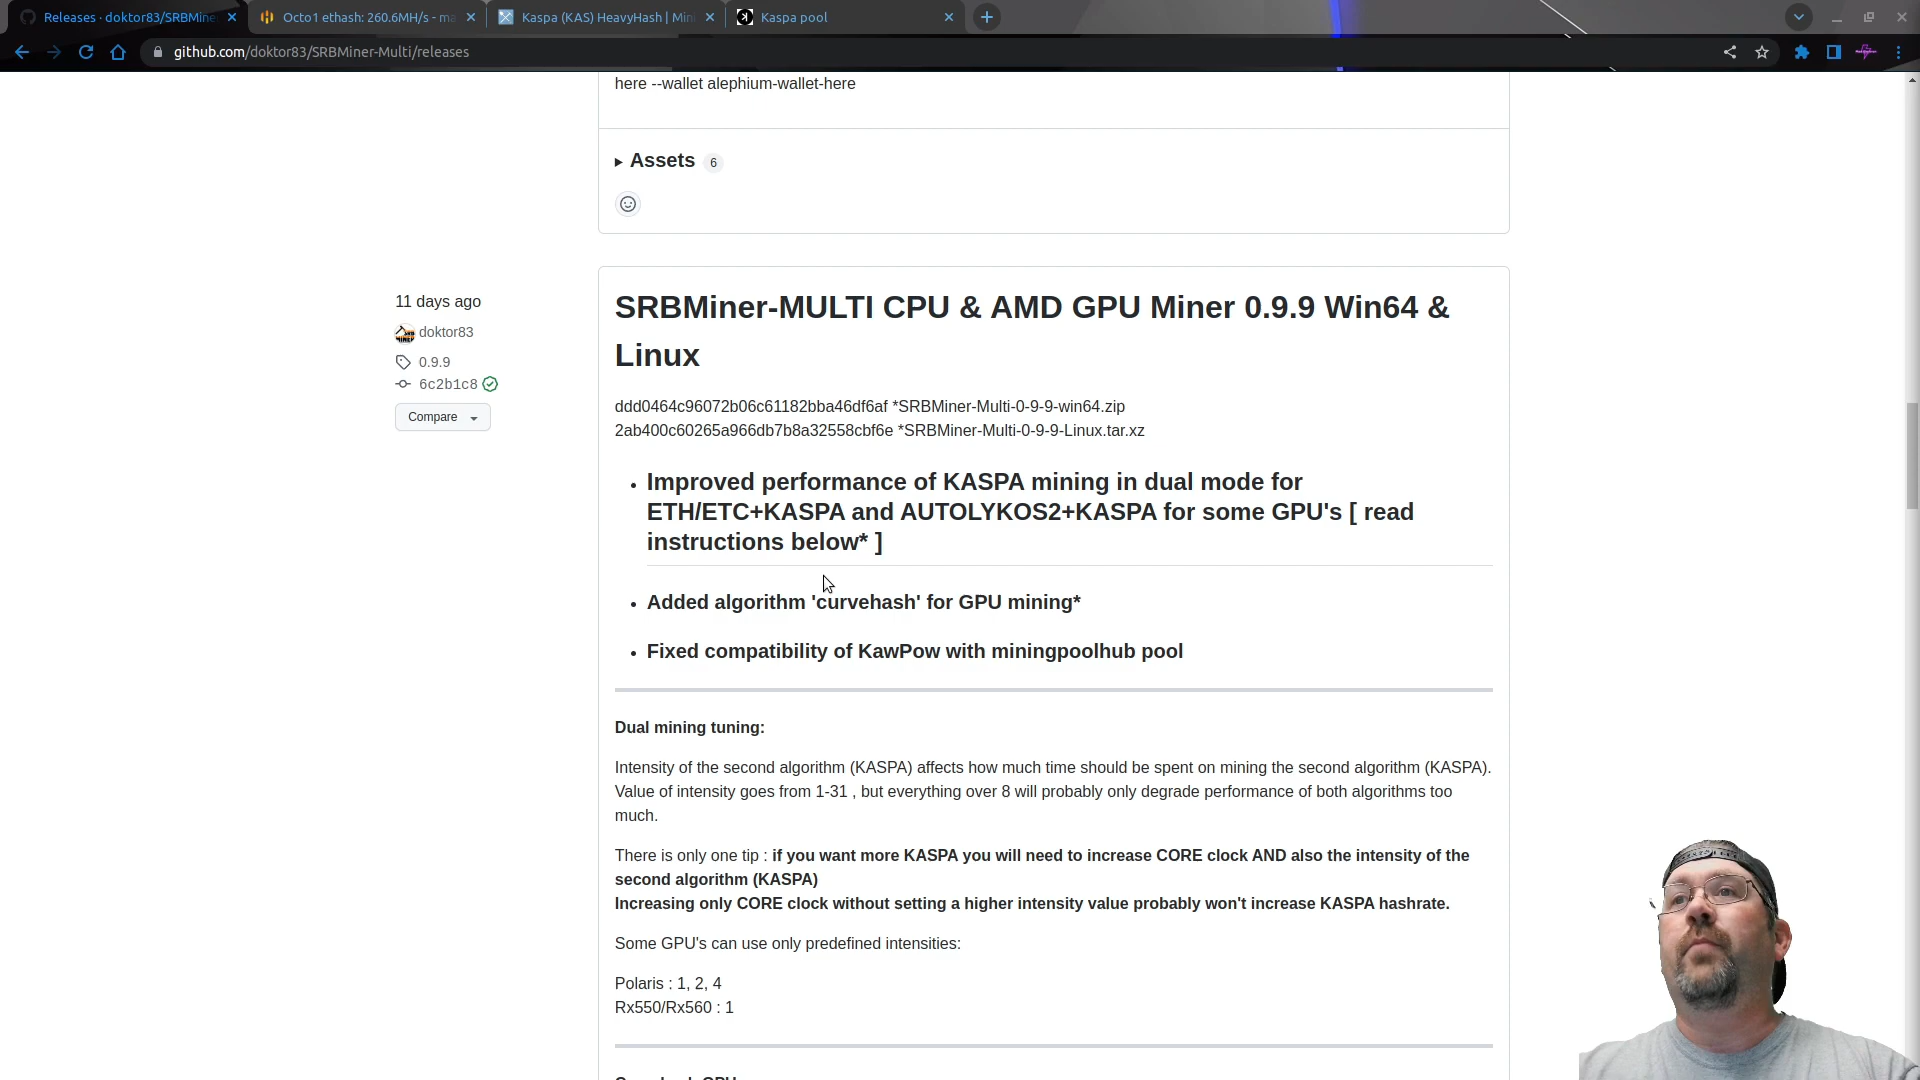 Releases · doktor83/SRBMine
Octo1 ethash: 260.6MH/s - ma
Kaspa (KAS) HeavyHash | Mini
Kaspa pool
github.com/doktor83/SRBMiner-Multi/releases
here --wallet alephium-wallet-here
Assets 6
11 days ago
doktor83
0.9.9
6c2b1c8
Compare
SRBMiner-MULTI CPU & AMD GPU Miner 0.9.9 Win64 &
Linux
ddd0464c96072b06c61182bba46df6af *SRBMiner-Multi-0-9-9-win64.zip
2ab400c60265a966db7b8a32558cbf6e *SRBMiner-Multi-0-9-9-Linux.tar.xz
• Improved performance of KASPA mining in dual mode for
ETH/ETC+KASPA and AUTOLYKOS2+KASPA for some GPU's [ read
instructions below* ]
• Added algorithm 'curvehash' for GPU mining*
• Fixed compatibility of KawPow with miningpoolhub pool
Dual mining tuning:
Intensity of the second algorithm (KASPA) affects how much time should be spent on mining the second algorithm (KASPA).
Value of intensity goes from 1-31 , but everything over 8 will probably only degrade performance of both algorithms too
much.
There is only one tip : if you want more KASPA you will need to increase CORE clock AND also the intensity of the
second algorithm (KASPA)
Increasing only CORE clock without setting a higher intensity value probably won't increase KASPA hashrate.
Some GPU's can use only predefined intensities:
Polaris : 1, 2, 4
Rx550/Rx560 : 1